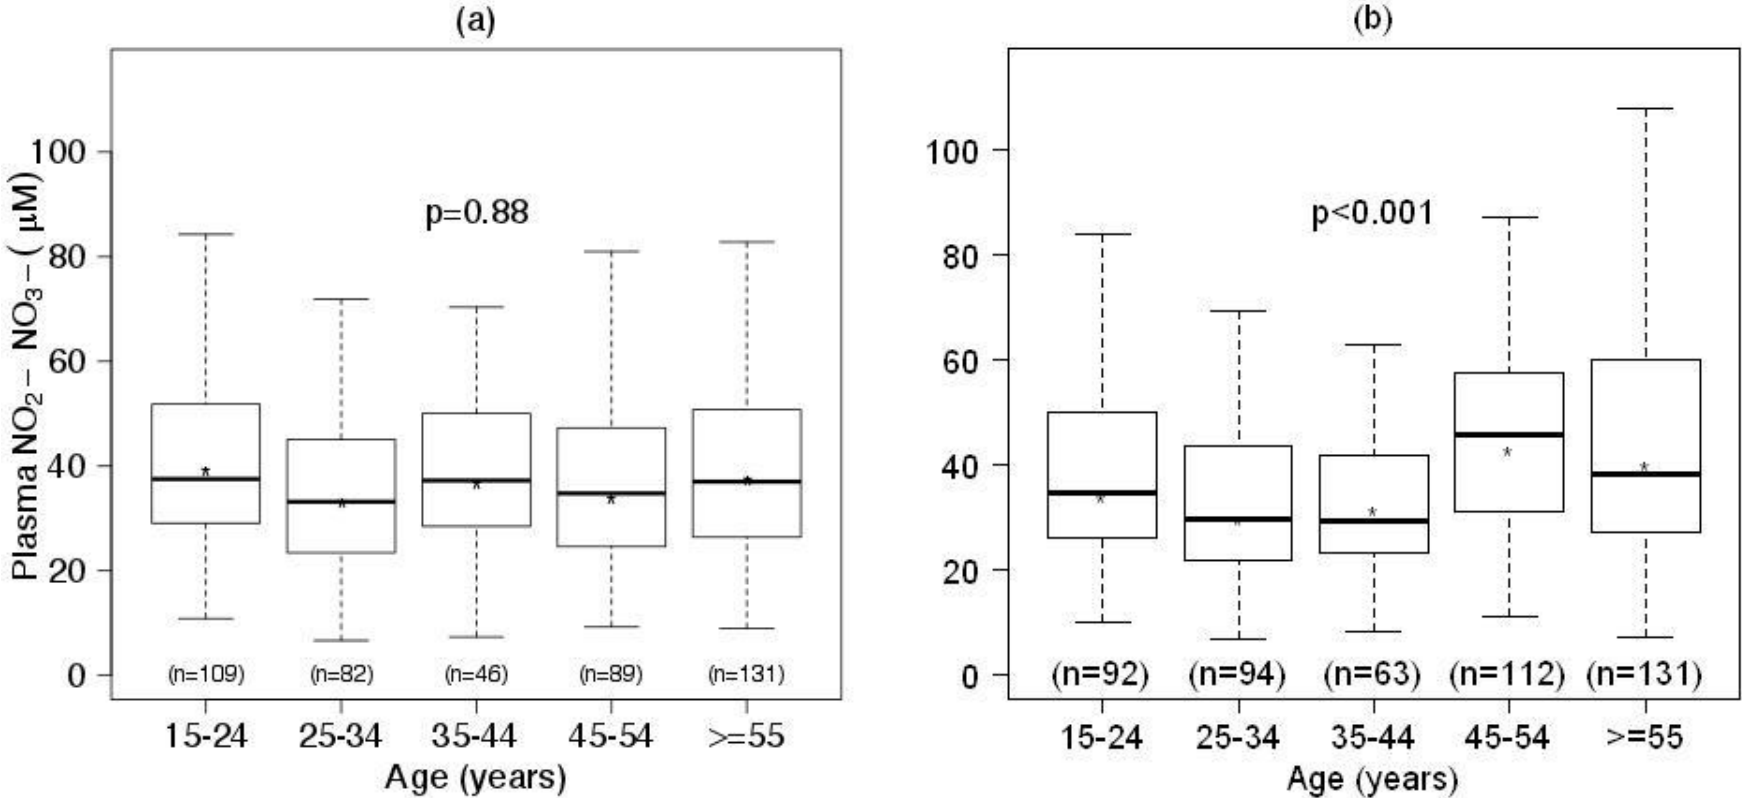 (a)
Plasma NO2− NO3− ( μM)
100
80
60
40
20
0
p=0.88
(n=109) (n=82) (n=46) (n=89) (n=131)
15-24 25-34 35-44 45-54 >=55
Age (years)
(b)
100
80
60
40
20
0
p<0.001
(n=92) (n=94) (n=63) (n=112) (n=131)
15-24 25-34 35-44 45-54 >=55
Age (years)